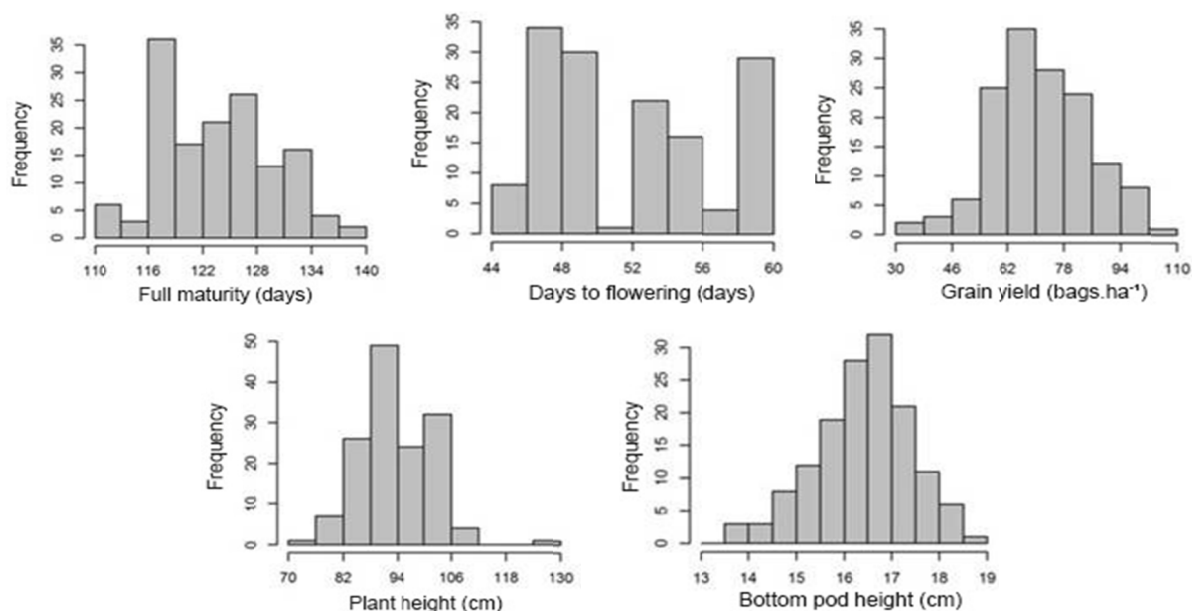 Frequency
35
30
25
20
15
10
5
0
110 116 122 128 134 140
Full maturity (days)
Frequency
35
30
25
20
15
10
5
0
44 48 52 56 60
Days to flowering (days)
Frequency
35
30
25
20
15
10
5
0
30 46 62 78 94 110
Grain yield (bags.ha⁻¹)
Frequency
50
40
30
20
10
0
70 82 94 106 118 130
Plant height (cm)
Frequency
30
25
20
15
10
5
0
13 14 15 16 17 18 19
Bottom pod height (cm)